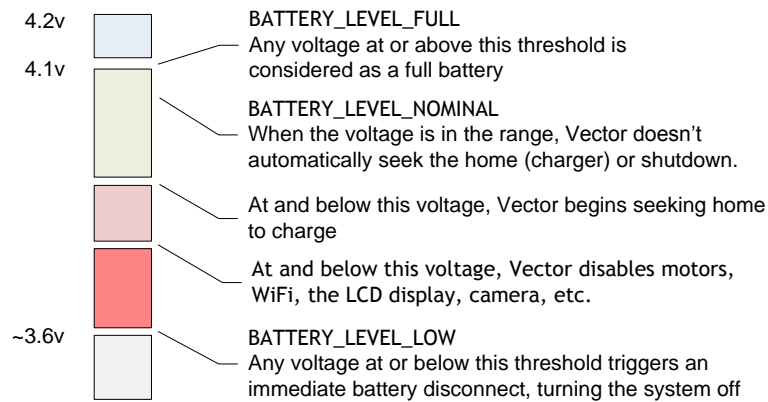 4.2v
BATTERY_LEVEL_FULL
Any voltage at or above this threshold is
considered as a full battery
4.1v
BATTERY_LEVEL_NOMINAL
When the voltage is in the range, Vector doesn’t
automatically seek the home (charger) or shutdown.
At and below this voltage, Vector begins seeking home
to charge
At and below this voltage, Vector disables motors,
WiFi, the LCD display, camera, etc.
~3.6v
BATTERY_LEVEL_LOW
Any voltage at or below this threshold triggers an
immediate battery disconnect, turning the system off